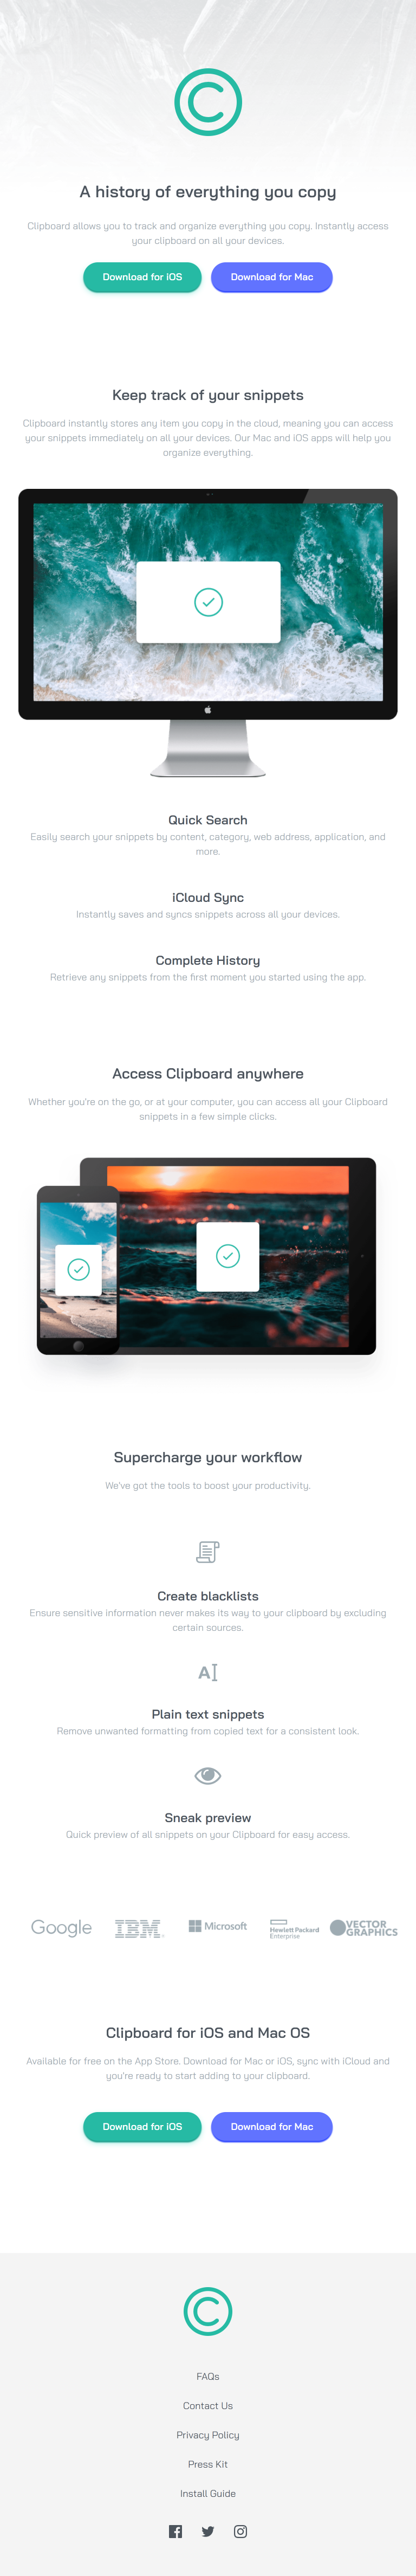 A history of everything you copy
Clipboard allows you to track and organize everything you copy. Instantly access
your clipboard on all your devices.
Download for iOS Download for Mac
Keep track of your snippets
Clipboard instantly stores any item you copy in the cloud, meaning you can access
your snippets immediately on all your devices. Our Mac and iOS apps will help you
organize everything.
Quick Search
Easily search your snippets by content, category, web address, application, and
more.
iCloud Sync
Instantly saves and syncs snippets across all your devices.
Complete History
Retrieve any snippets from the first moment you started using the app.
Access Clipboard anywhere
Whether you're on the go, or at your computer, you can access all your Clipboard
snippets in a few simple clicks.
Supercharge your workflow
We've got the tools to boost your productivity.
Create blacklists
Ensure sensitive information never makes its way to your clipboard by excluding
certain sources.
Plain text snippets
Remove unwanted formatting from copied text for a consistent look.
Sneak preview
Quick preview of all snippets on your Clipboard for easy access.
Google IBM Microsoft Hewlett Packard Enterprise VECTOR GRAPHICS
Clipboard for iOS and Mac OS
Available for free on the App Store. Download for Mac or iOS, sync with iCloud and
you're ready to start adding to your clipboard.
Download for iOS Download for Mac
FAQs
Contact Us
Privacy Policy
Press Kit
Install Guide